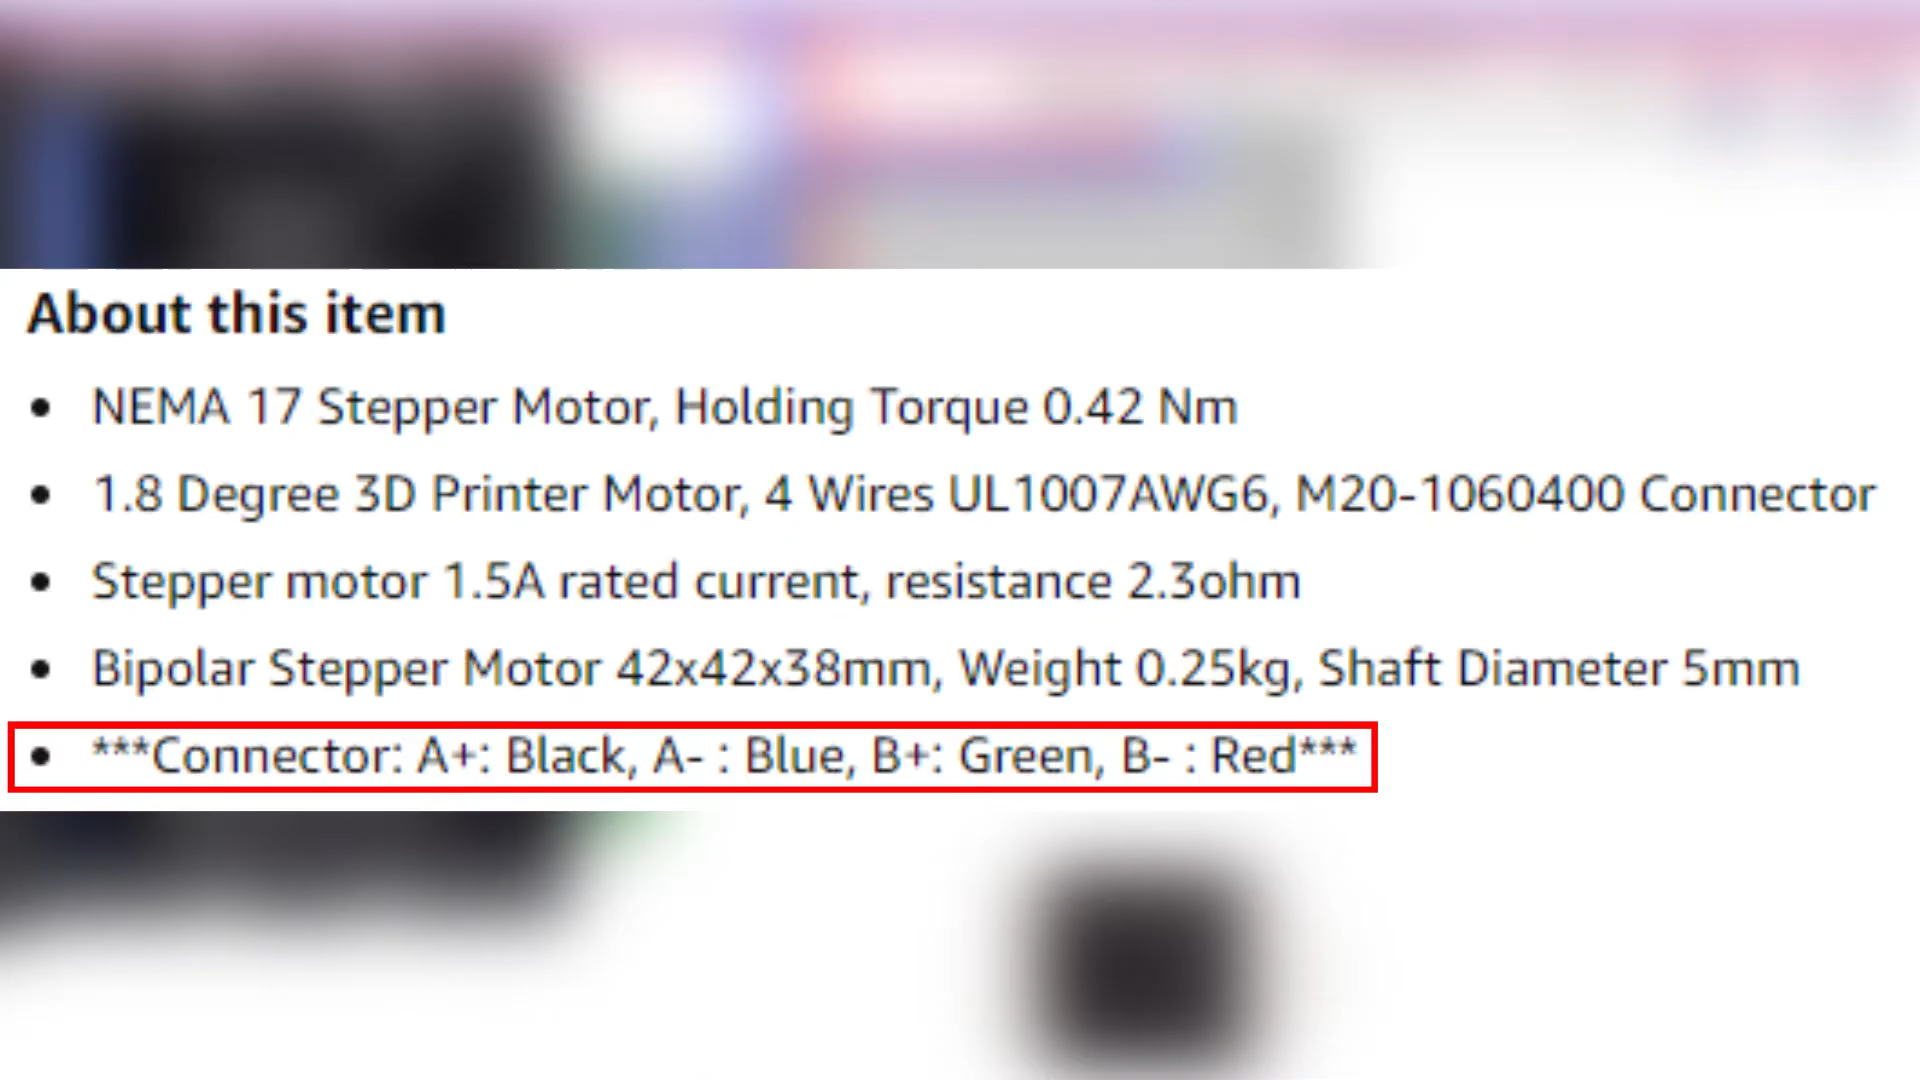 About this item
• NEMA 17 Stepper Motor, Holding Torque 0.42 Nm
• 1.8 Degree 3D Printer Motor, 4 Wires UL1007AWG6, M20-1060400 Connector
• Stepper motor 1.5A rated current, resistance 2.3ohm
• Bipolar Stepper Motor 42x42x38mm, Weight 0.25kg, Shaft Diameter 5mm
• ***Connector: A+: Black, A- : Blue, B+: Green, B- : Red***